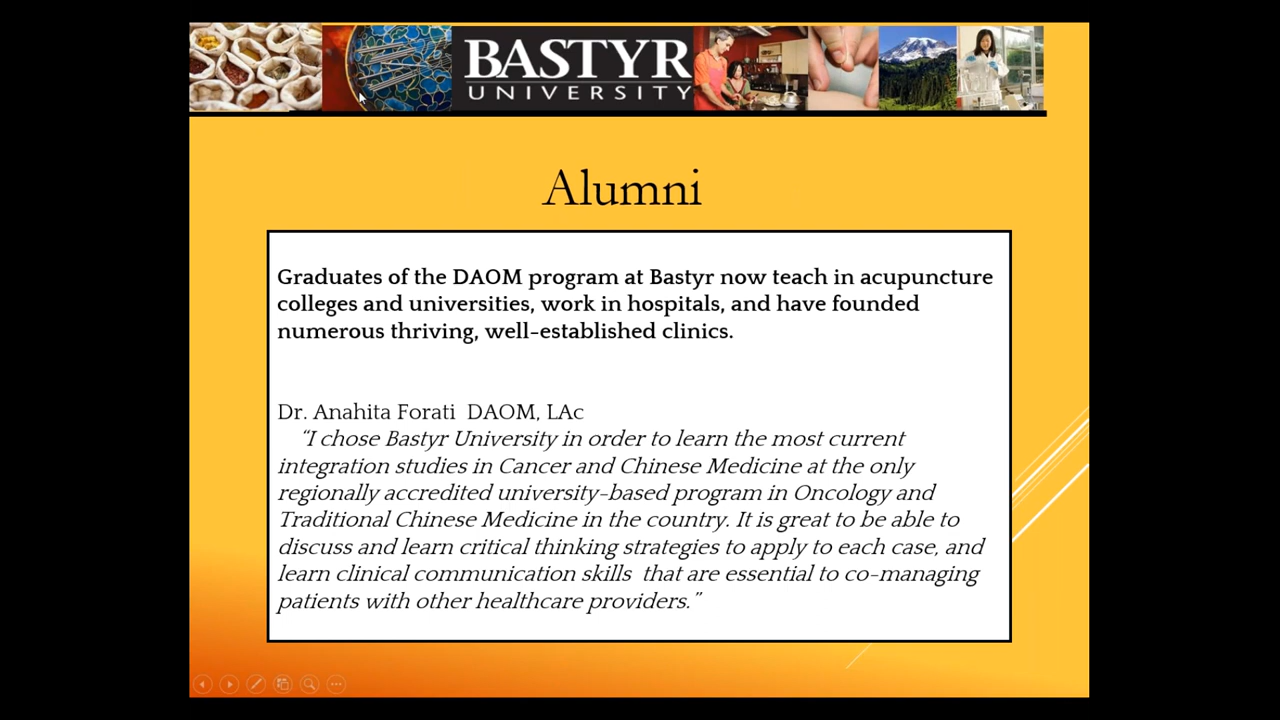 BASTYR
UNIVERSITY
Alumni
Graduates of the DAOM program at Bastyr now teach in acupuncture
colleges and universities, work in hospitals, and have founded
numerous thriving, well-established clinics.
Dr. Anahita Forati  DAOM, LAc
“I chose Bastyr University in order to learn the most current
integration studies in Cancer and Chinese Medicine at the only
regionally accredited university-based program in Oncology and
Traditional Chinese Medicine in the country. It is great to be able to
discuss and learn critical thinking strategies to apply to each case, and
learn clinical communication skills  that are essential to co-managing
patients with other healthcare providers.”